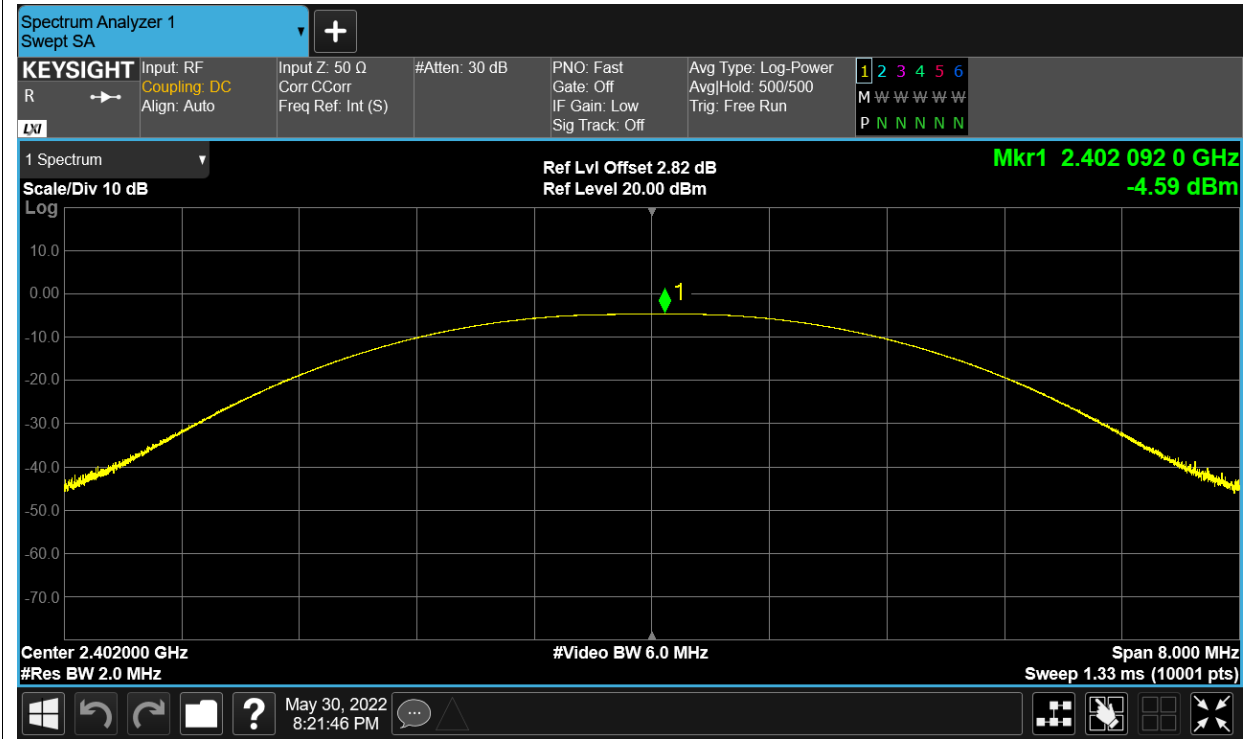 Spectrum Analyzer 1
Swept SA
+
KEYSIGHT
R
LXI
Input: RF
Coupling: DC
Align: Auto
Input Z: 50 Ω
Corr CCorr
Freq Ref: Int (S)
#Atten: 30 dB
PNO: Fast
Gate: Off
IF Gain: Low
Sig Track: Off
Avg Type: Log-Power
Avg|Hold: 500/500
Trig: Free Run
1 2 3 4 5 6
M W W W W W
P N N N N N
1 Spectrum
Scale/Div 10 dB
Ref Lvl Offset 2.82 dB
Ref Level 20.00 dBm
Mkr1 2.402 092 0 GHz
-4.59 dBm
Log
10.0
0.00
-10.0
-20.0
-30.0
-40.0
-50.0
-60.0
-70.0
1
Center 2.402000 GHz
#Video BW 6.0 MHz
Span 8.000 MHz
#Res BW 2.0 MHz
Sweep 1.33 ms (10001 pts)
?
May 30, 2022
8:21:46 PM